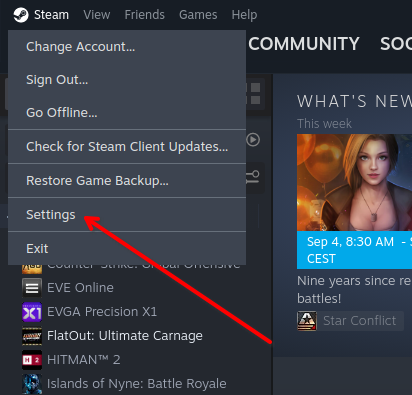 Steam View Friends Games Help
Change Account...
COMMUNITY
Sign Out...
Go Offline...
WHAT'S NEW
This week
Check for Steam Client Updates...
Restore Game Backup...
Settings
Sep 4, 8:30 AM -
CEST
Exit
Counter-Strike: Global Offensive
EVE Online
Nine years since
battles!
EVGA Precision X1
Star Conflict
FlatOut: Ultimate Carnage
HITMAN™ 2
Islands of Nyne: Battle Royale